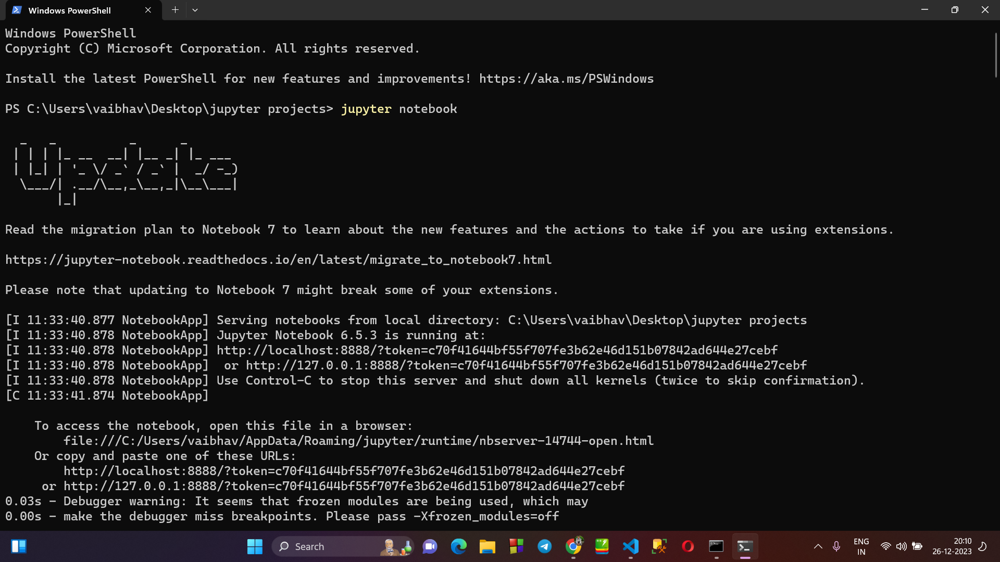 Windows PowerShell
Windows PowerShell
Copyright (C) Microsoft Corporation. All rights reserved.
Install the latest PowerShell for new features and improvements! https://aka.ms/PSWindows
PS C:\Users\vaibhav\Desktop\jupyter projects> jupyter notebook
  _   _          _      _
 | | | |_ __  __| |__ _| |_ ___
 | |_| | '_ \/ _` / _` |  _/ -_)
  \___/| .__/\__,_\__,_|\__\___|
       |_|
Read the migration plan to Notebook 7 to learn about the new features and the actions to take if you are using extensions.
https://jupyter-notebook.readthedocs.io/en/latest/migrate_to_notebook7.html
Please note that updating to Notebook 7 might break some of your extensions.
[I 11:33:40.877 NotebookApp] Serving notebooks from local directory: C:\Users\vaibhav\Desktop\jupyter projects
[I 11:33:40.878 NotebookApp] Jupyter Notebook 6.5.3 is running at:
[I 11:33:40.878 NotebookApp] http://localhost:8888/?token=c70f41644bf55f707fe3b62e46d151b07842ad644e27cebf
[I 11:33:40.878 NotebookApp]  or http://127.0.0.1:8888/?token=c70f41644bf55f707fe3b62e46d151b07842ad644e27cebf
[I 11:33:40.878 NotebookApp] Use Control-C to stop this server and shut down all kernels (twice to skip confirmation).
[C 11:33:41.874 NotebookApp]
    To access the notebook, open this file in a browser:
        file:///C:/Users/vaibhav/AppData/Roaming/jupyter/runtime/nbserver-14744-open.html
    Or copy and paste one of these URLs:
        http://localhost:8888/?token=c70f41644bf55f707fe3b62e46d151b07842ad644e27cebf
     or http://127.0.0.1:8888/?token=c70f41644bf55f707fe3b62e46d151b07842ad644e27cebf
0.03s - Debugger warning: It seems that frozen modules are being used, which may
0.00s - make the debugger miss breakpoints. Please pass -Xfrozen_modules=off
Search
ENG
IN
20:10
26-12-2023